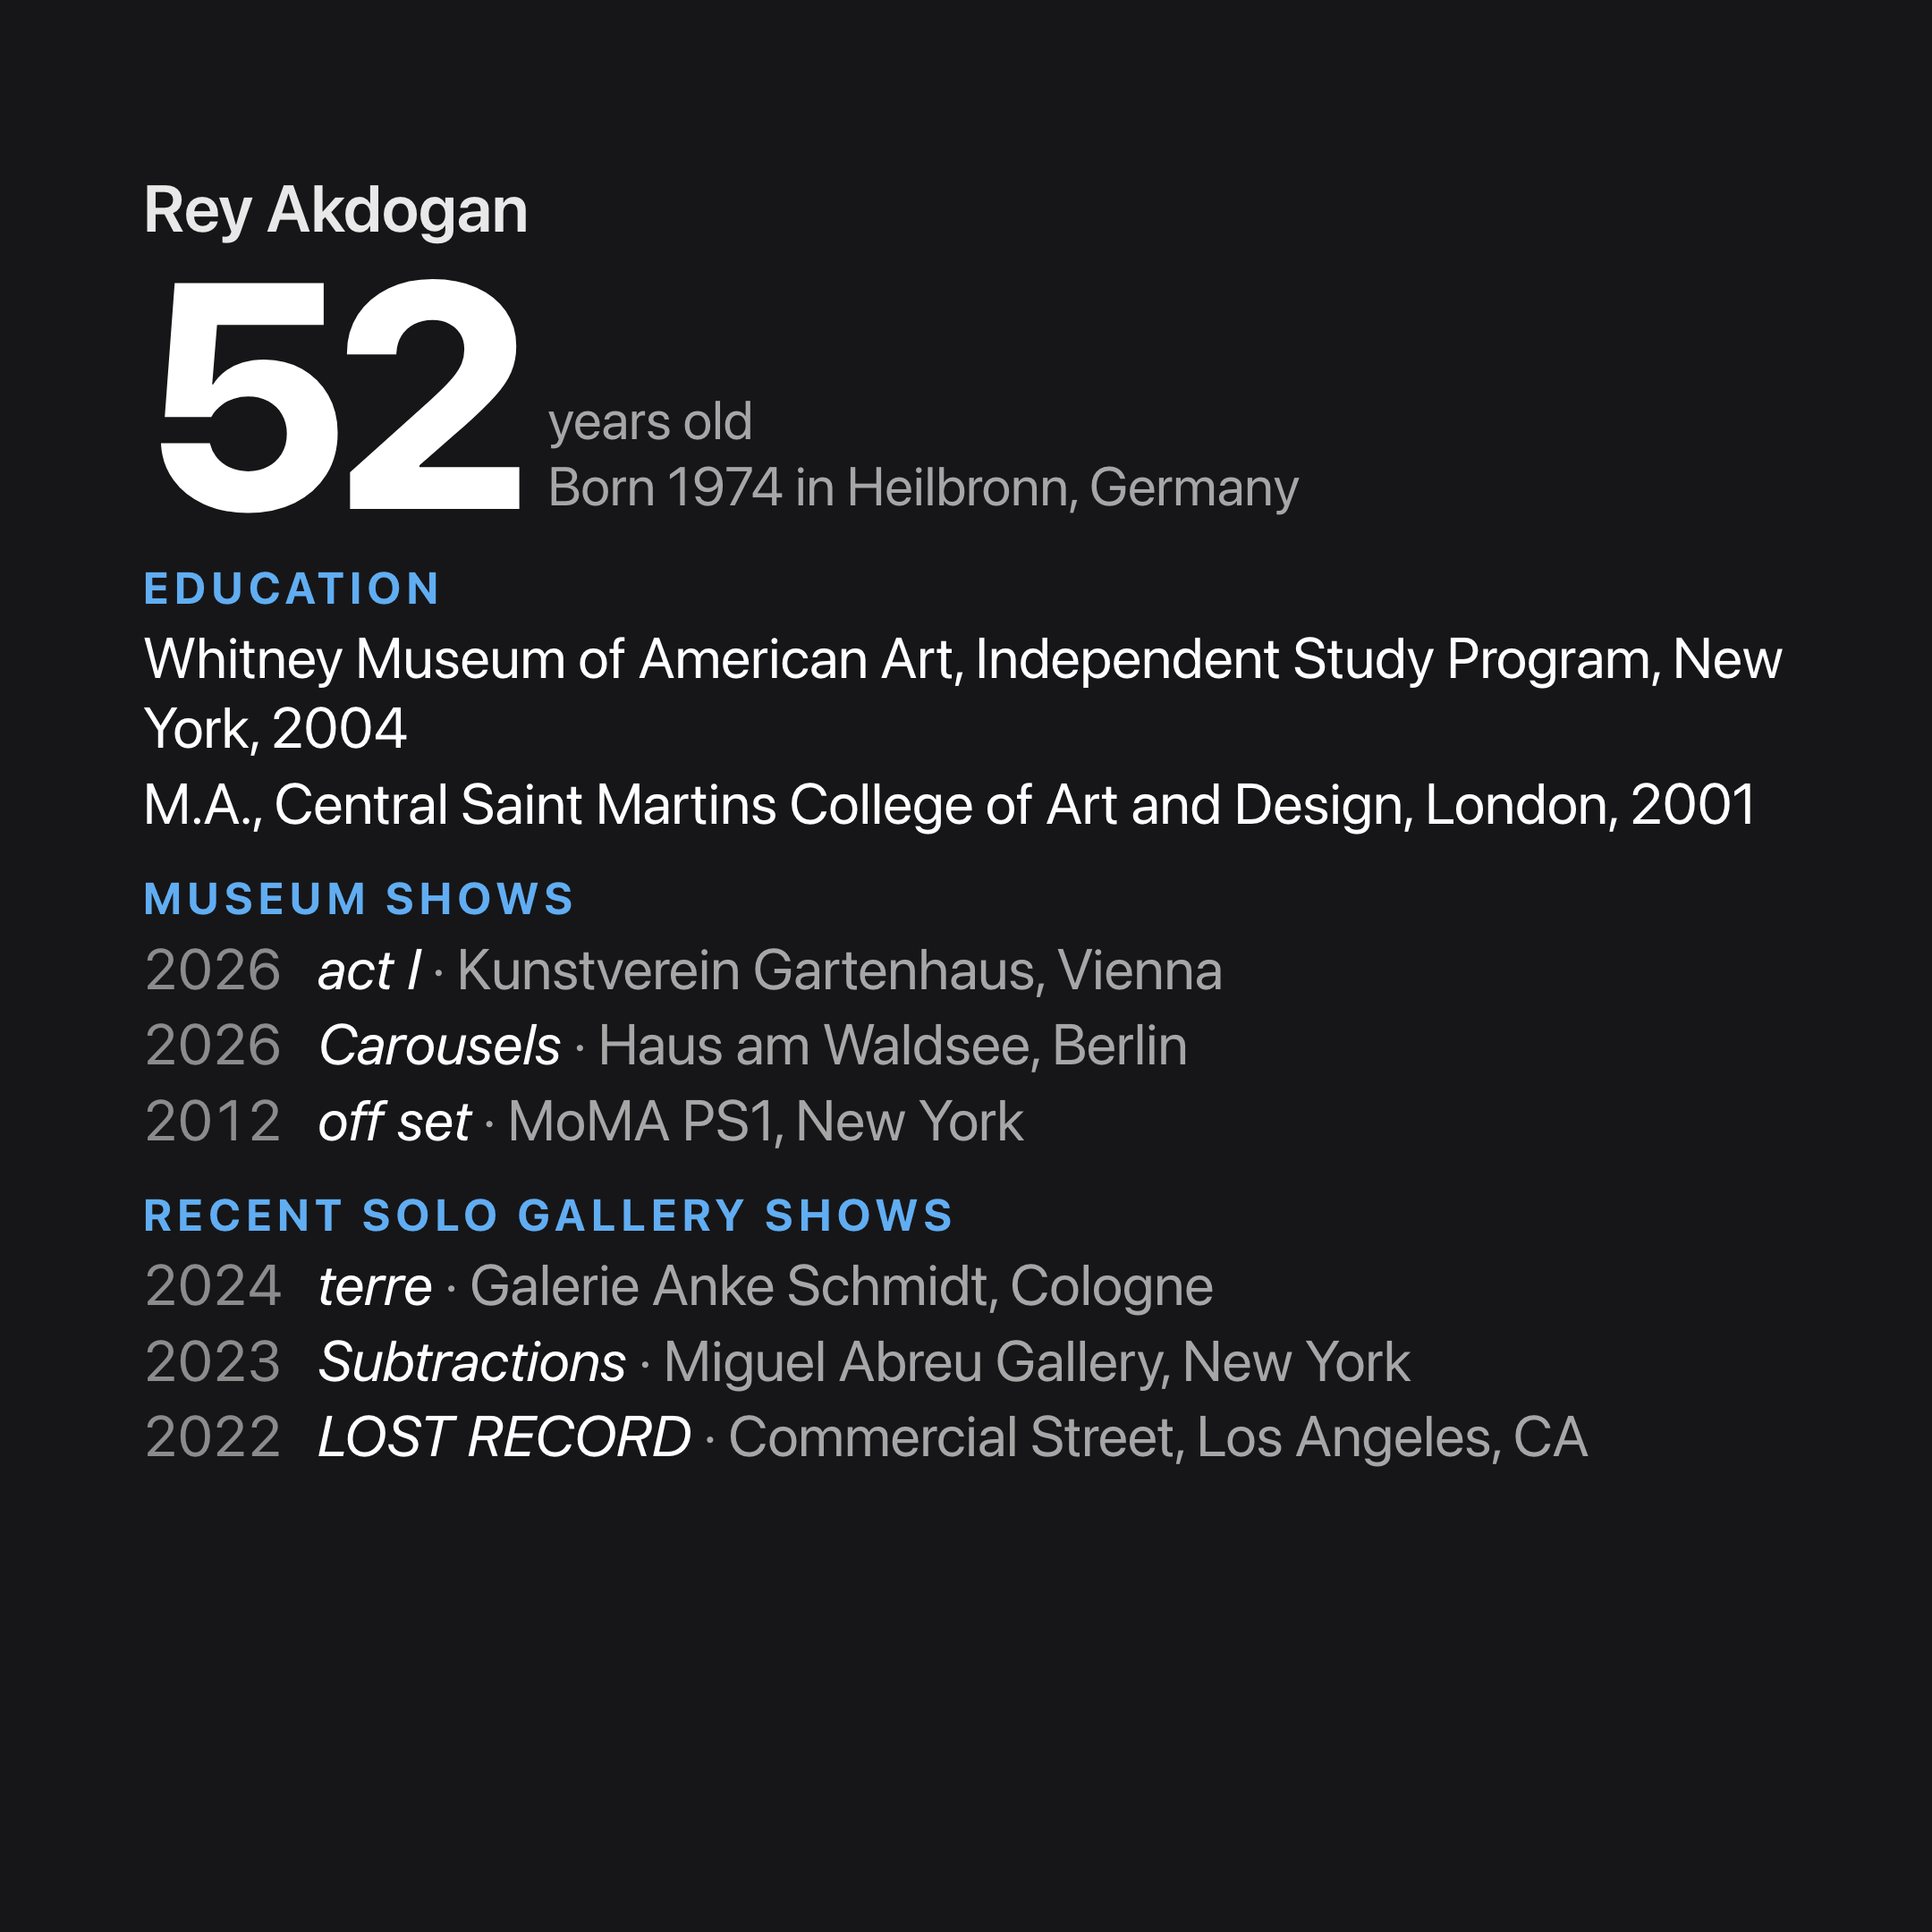 Rey Akdogan
52
years old
Born 1974 in Heilbronn, Germany
EDUCATION
Whitney Museum of American Art, Independent Study Program, New
York, 2004
M.A., Central Saint Martins College of Art and Design, London, 2001
MUSEUM SHOWS
2026 act I · Kunstverein Gartenhaus, Vienna
2026 Carousels · Haus am Waldsee, Berlin
2012 off set · MoMA PS1, New York
RECENT SOLO GALLERY SHOWS
2024 terre · Galerie Anke Schmidt, Cologne
2023 Subtractions · Miguel Abreu Gallery, New York
2022 LOST RECORD · Commercial Street, Los Angeles, CA